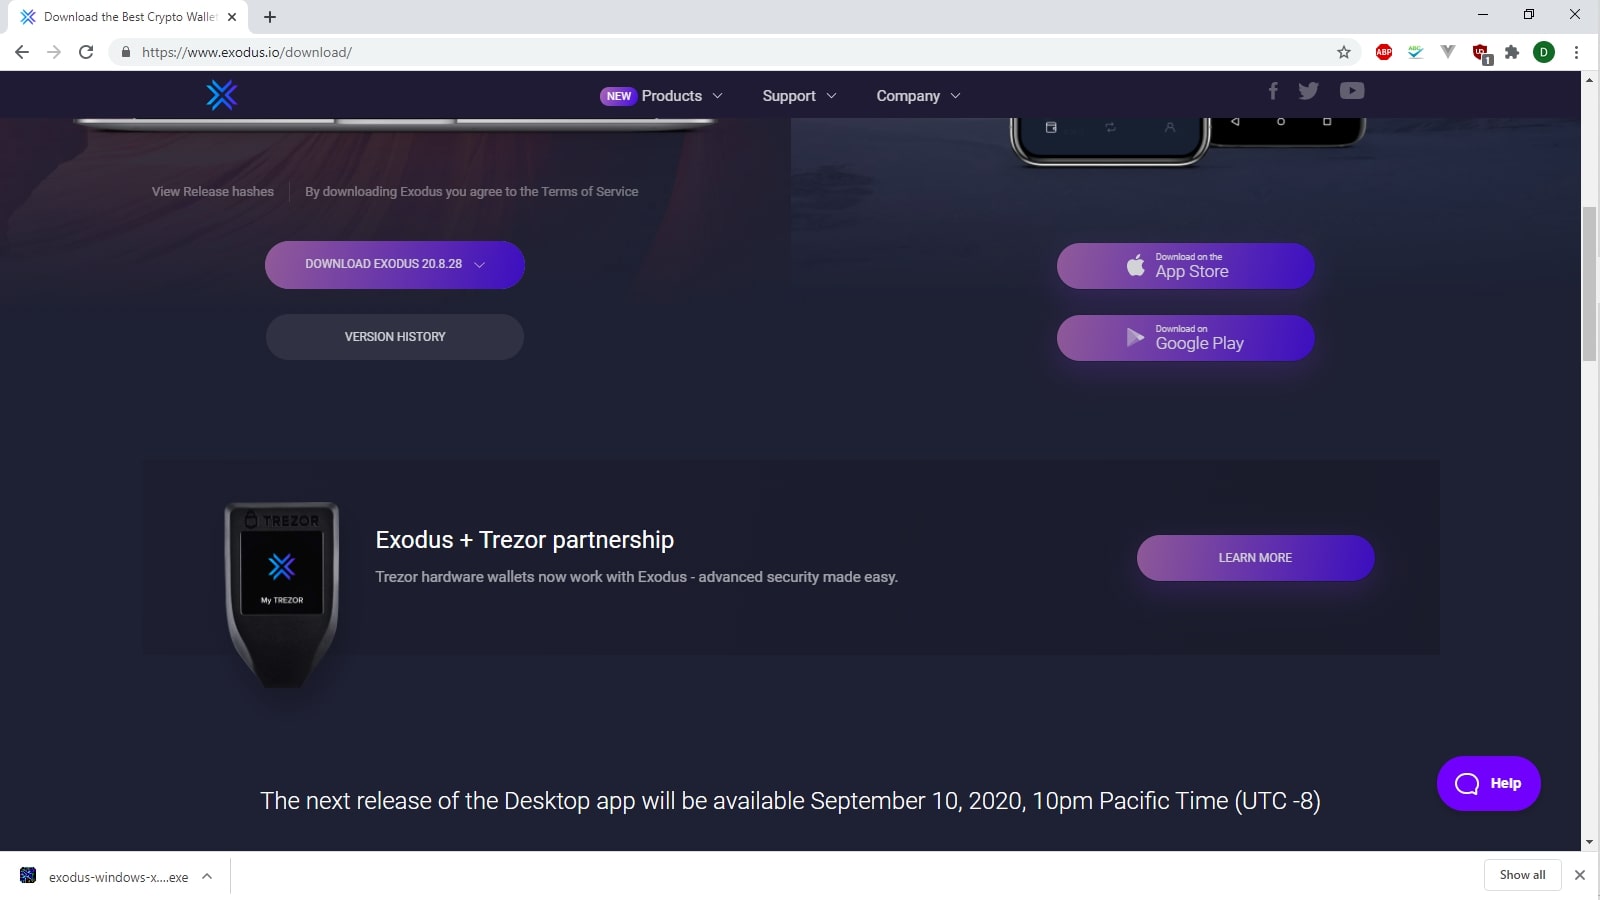 Download the Best Crypto Wallet
https://www.exodus.io/download/
ABP
ABC
1
D
NEW Products
Support
Company
View Release hashes
By downloading Exodus you agree to the Terms of Service
DOWNLOAD EXODUS 20.8.28
VERSION HISTORY
Download on the
App Store
Download on
Google Play
TREZOR
My TREZOR
Exodus + Trezor partnership
Trezor hardware wallets now work with Exodus - advanced security made easy.
LEARN MORE
The next release of the Desktop app will be available September 10, 2020, 10pm Pacific Time (UTC -8)
Help
exodus-windows-x....exe
Show all